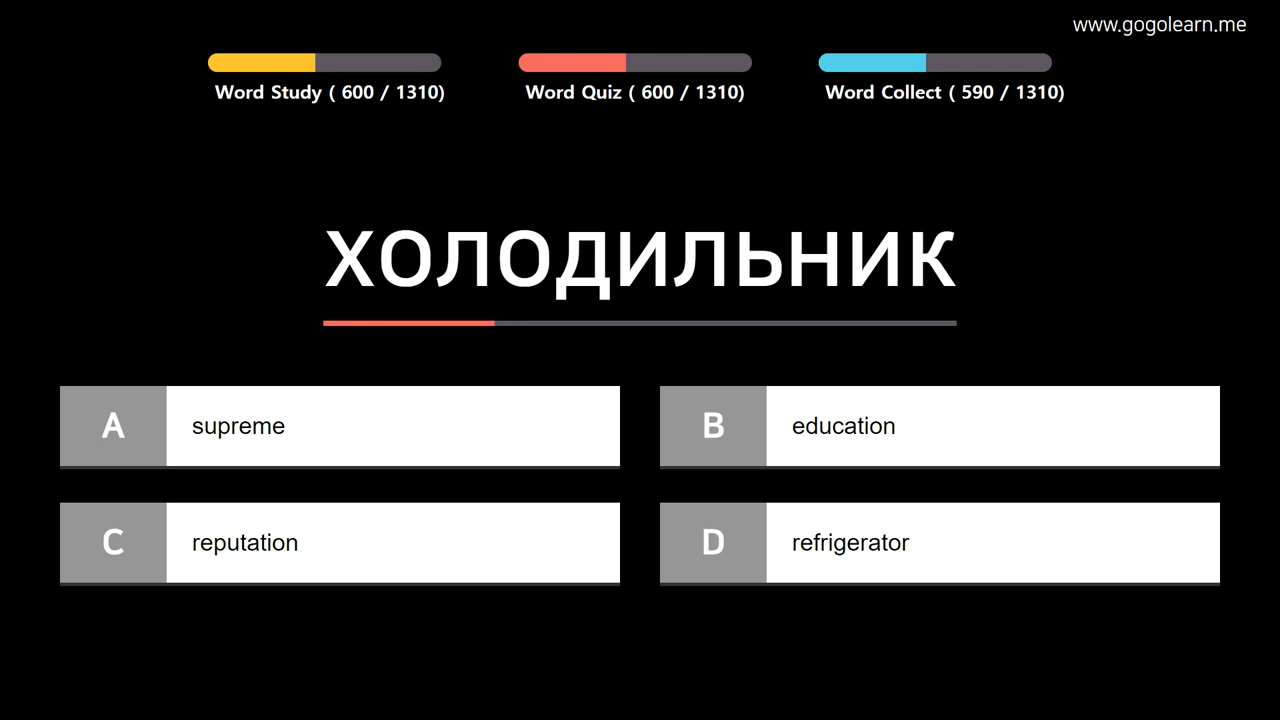 www.gogolearn.me
Word Study ( 600 / 1310)
Word Quiz ( 600 / 1310)
Word Collect ( 590 / 1310)
ХОЛОДИЛЬНИК
A supreme
B education
C reputation
D refrigerator